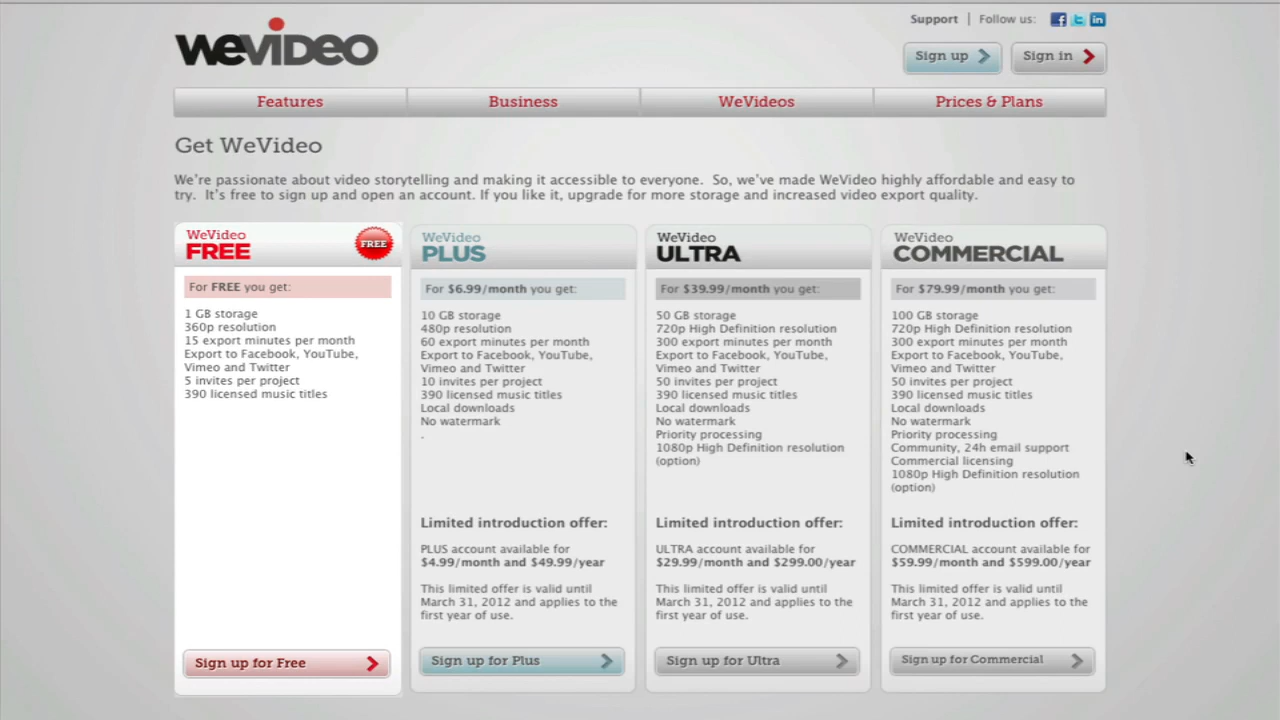 WEVIDEO
Support | Follow us:
Sign up
Sign in
Features
Business
WeVideos
Prices & Plans
Get WeVideo
We're passionate about video storytelling and making it accessible to everyone. So, we've made WeVideo highly affordable and easy to
try. It's free to sign up and open an account. If you like it, upgrade for more storage and increased video export quality.
WeVideo
FREE
FREE
For FREE you get:
1 GB storage
360p resolution
15 export minutes per month
Export to Facebook, YouTube,
Vimeo and Twitter
5 invites per project
390 licensed music titles
Sign up for Free
WeVideo
PLUS
For $6.99/month you get:
10 GB storage
480p resolution
60 export minutes per month
Export to Facebook, YouTube,
Vimeo and Twitter
10 invites per project
390 licensed music titles
Local downloads
No watermark
.
Limited introduction offer:
PLUS account available for
$4.99/month and $49.99/year
This limited offer is valid until
March 31, 2012 and applies to the
first year of use.
Sign up for Plus
WeVideo
ULTRA
For $39.99/month you get:
50 GB storage
720p High Definition resolution
300 export minutes per month
Export to Facebook, YouTube,
Vimeo and Twitter
50 invites per project
390 licensed music titles
Local downloads
No watermark
Priority processing
1080p High Definition resolution
(option)
Limited introduction offer:
ULTRA account available for
$29.99/month and $299.00/year
This limited offer is valid until
March 31, 2012 and applies to the
first year of use.
Sign up for Ultra
WeVideo
COMMERCIAL
For $79.99/month you get:
100 GB storage
720p High Definition resolution
300 export minutes per month
Export to Facebook, YouTube,
Vimeo and Twitter
50 invites per project
390 licensed music titles
Local downloads
No watermark
Priority processing
Community, 24h email support
Commercial licensing
1080p High Definition resolution
(option)
Limited introduction offer:
COMMERCIAL account available for
$59.99/month and $599.00/year
This limited offer is valid until
March 31, 2012 and applies to the
first year of use.
Sign up for Commercial